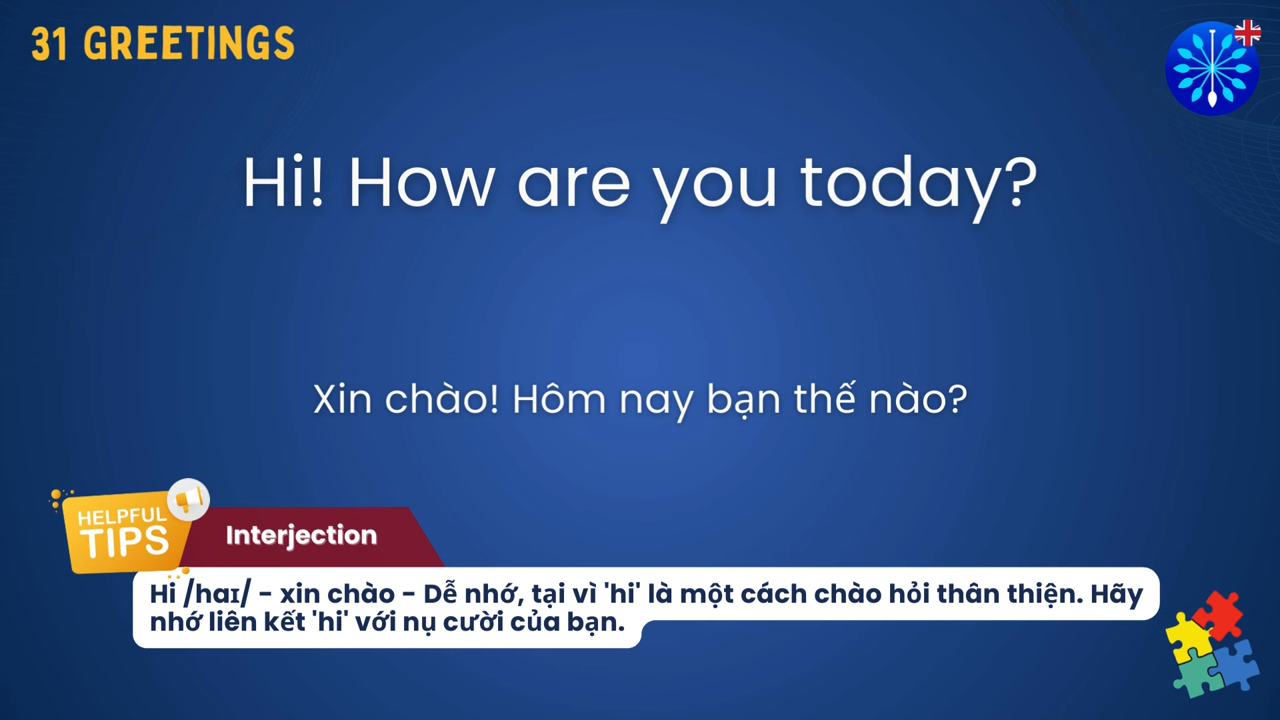 31 GREETINGS
Hi! How are you today?
Xin chào! Hôm nay bạn thế nào?
HELPFUL
TIPS
Interjection
Hi /haɪ/ - xin chào - Dễ nhớ, tại vì 'hi' là một cách chào hỏi thân thiện. Hãy
nhớ liên kết 'hi' với nụ cười của bạn.